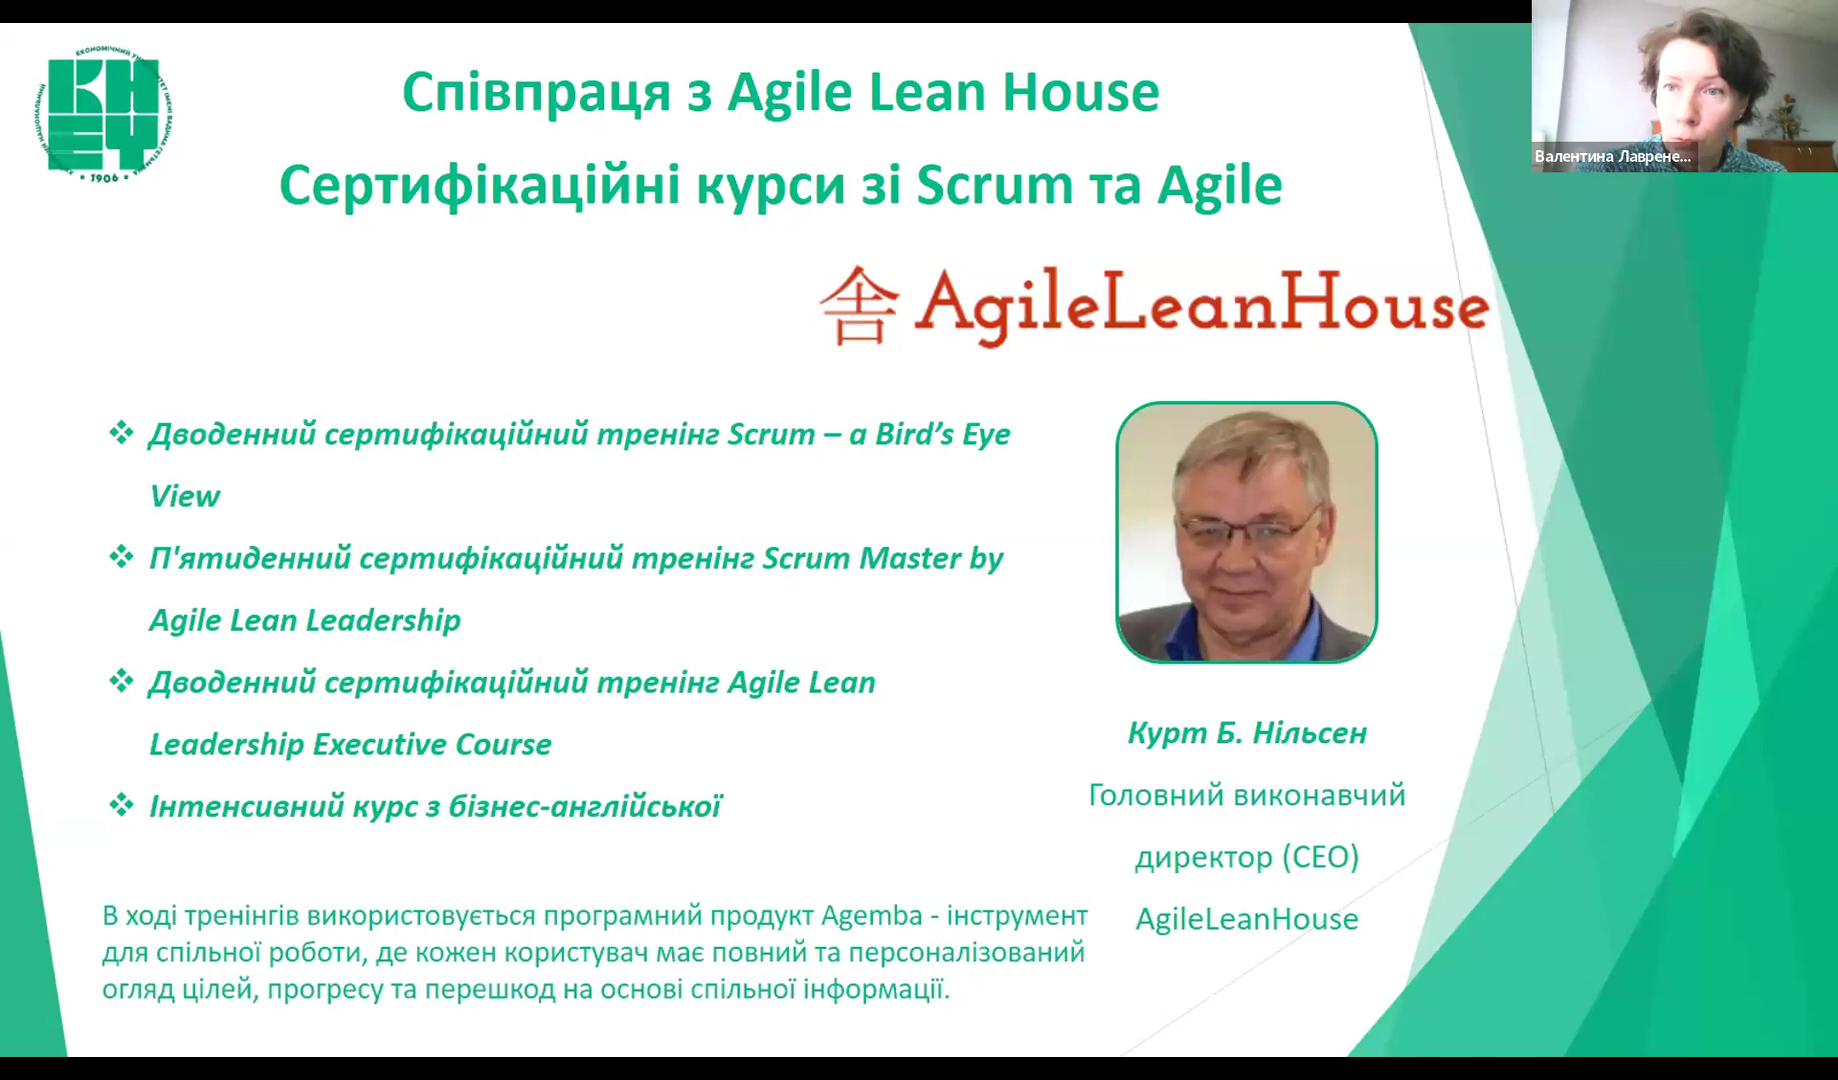 КНЕУ
• 1906 •
Співпраця з Agile Lean House
Сертифікаційні курси зі Scrum та Agile
Валентина Лаврене...
舎 AgileLeanHouse
❖ Дводенний сертифікаційний тренінг Scrum – a Bird’s Eye
View
❖ П'ятиденний сертифікаційний тренінг Scrum Master by
Agile Lean Leadership
❖ Дводенний сертифікаційний тренінг Agile Lean
Leadership Executive Course
❖ Інтенсивний курс з бізнес-англійської
В ході тренінгів використовується програмний продукт Agemba - інструмент
для спільної роботи, де кожен користувач має повний та персоналізований
огляд цілей, прогресу та перешкод на основі спільної інформації.
Курт Б. Нільсен
Головний виконавчий
директор (CEO)
AgileLeanHouse